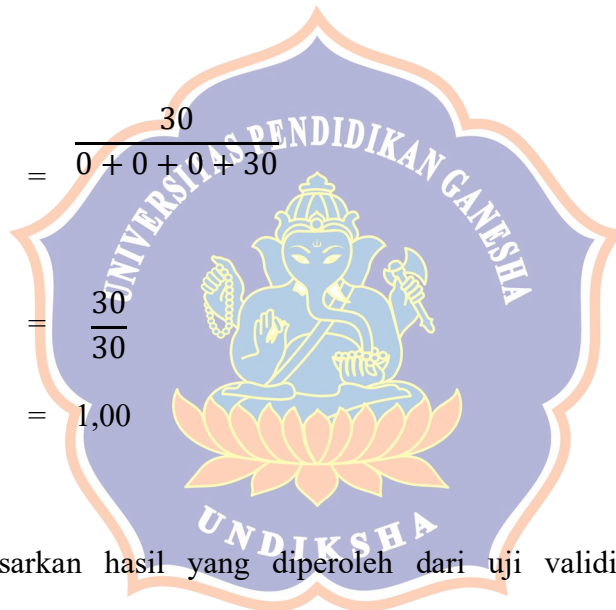 30
= 0 + 0 + 0 + 30
UNIVERSITAS PENDIDIKAN GANESHA
30
= 30
= 1,00
UNDIKSHA
sarkan hasil yang diperoleh dari uji validi